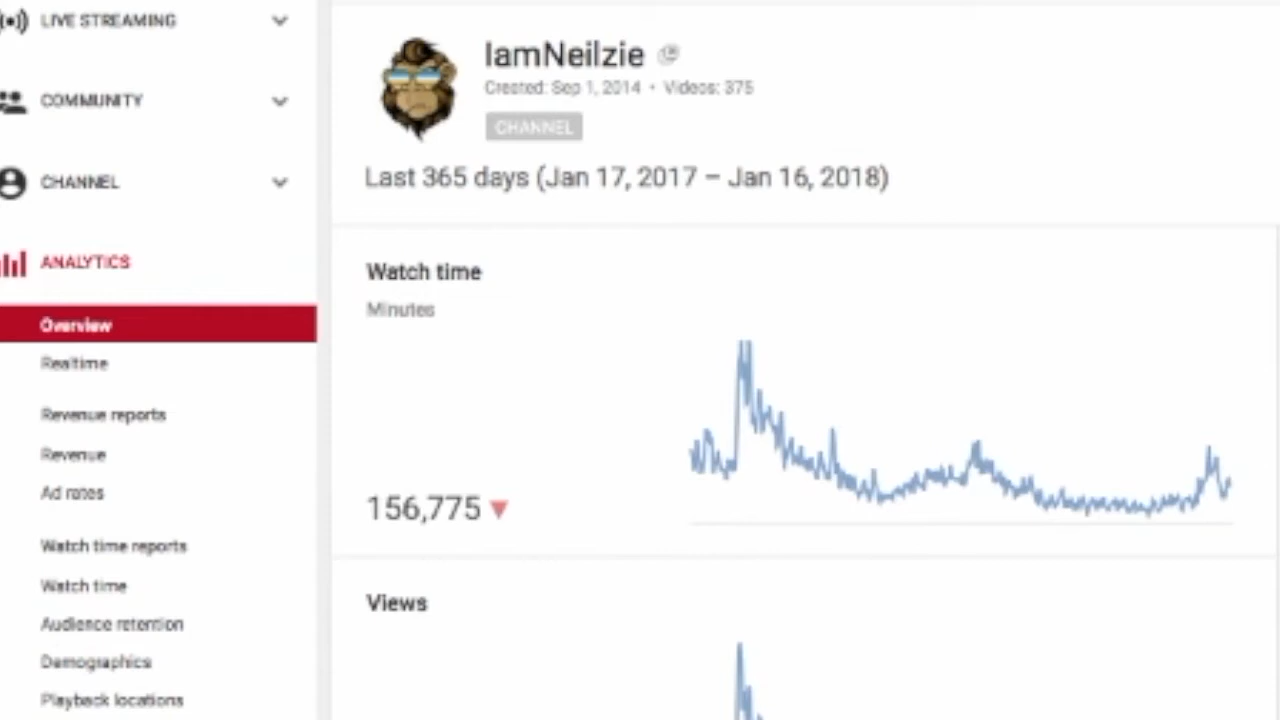 LIVE STREAMING
COMMUNITY
CHANNEL
ANALYTICS
Overview
Realtime
Revenue reports
Revenue
Ad rates
Watch time reports
Watch time
Audience retention
Demographics
Playback locations
IamNeilzie
Created: Sep 1, 2014 • Videos: 375
CHANNEL
Last 365 days (Jan 17, 2017 – Jan 16, 2018)
Watch time
Minutes
156,775
Views